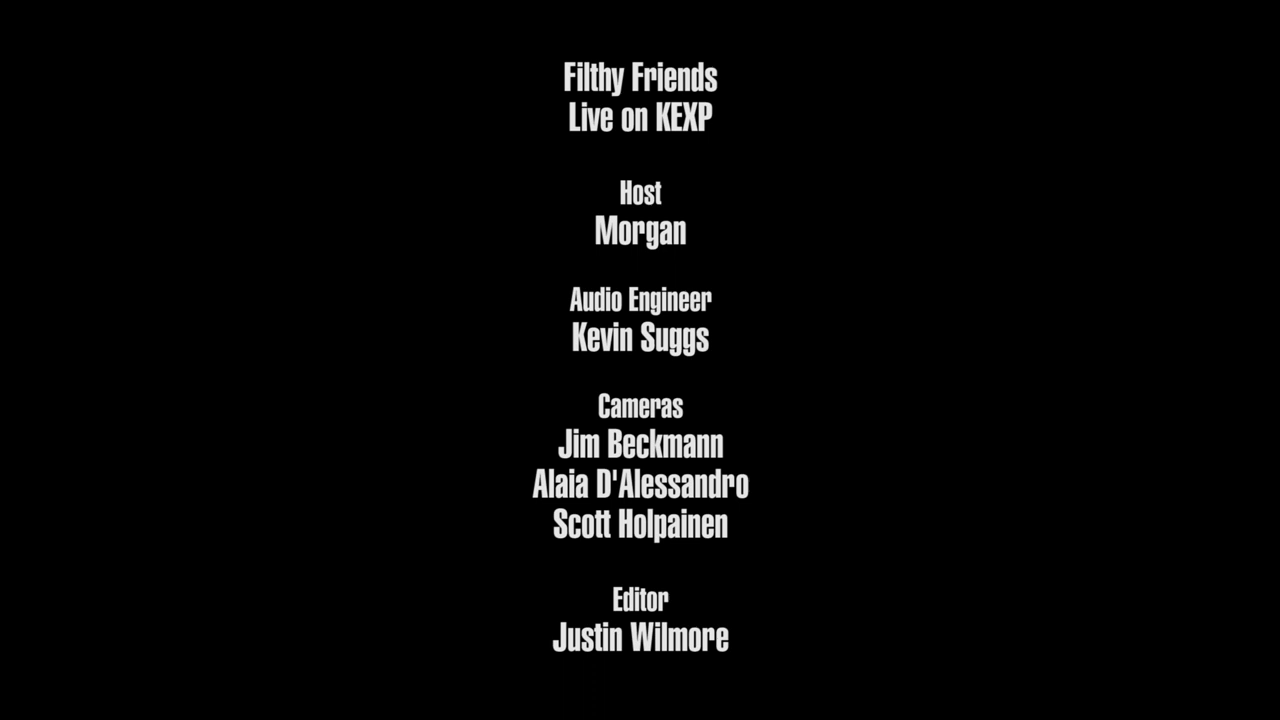 Filthy Friends
Live on KEXP
Host
Morgan
Audio Engineer
Kevin Suggs
Cameras
Jim Beckmann
Alaia D'Alessandro
Scott Holpainen
Editor
Justin Wilmore